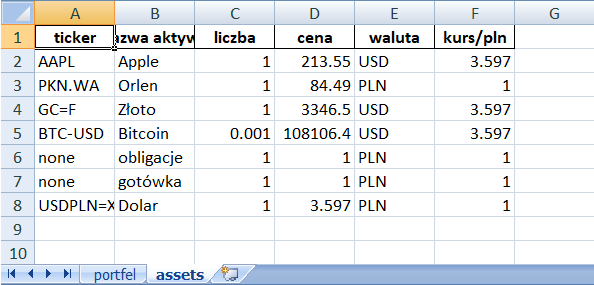 A B C D E F G
1 ticker azwa aktyw liczba cena waluta kurs/pln
2 AAPL Apple 1 213.55 USD 3.597
3 PKN.WA Orlen 1 84.49 PLN 1
4 GC=F Złoto 1 3346.5 USD 3.597
5 BTC-USD Bitcoin 0.001 108106.4 USD 3.597
6 none obligacje 1 1 PLN 1
7 none gotówka 1 1 PLN 1
8 USDPLN=X Dolar 1 3.597 PLN 1
9
10
portfel assets